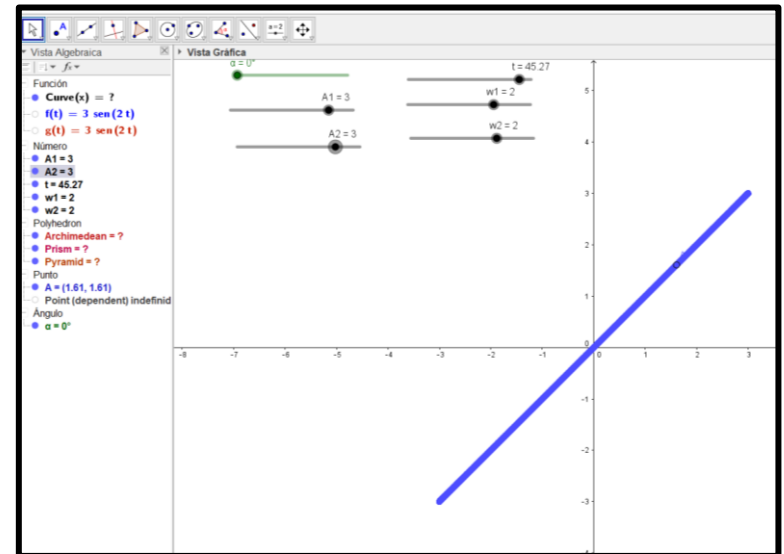 a=2
Vista Algebraica
Vista Gráfica
Función
Curve(x) = ?
f(t) = 3 sen(2 t)
g(t) = 3 sen(2 t)
Número
A1 = 3
A2 = 3
t = 45.27
w1 = 2
w2 = 2
Polyhedron
Archimedean = ?
Prism = ?
Pyramid = ?
Punto
A = (1.61, 1.61)
Point (dependent) indefinid
Ángulo
α = 0°
α = 0°
A1 = 3
A2 = 3
t = 45.27
w1 = 2
w2 = 2
5
4
3
2
1
0
-1
-2
-3
-8 -7 -6 -5 -4 -3 -2 -1 0 1 2 3